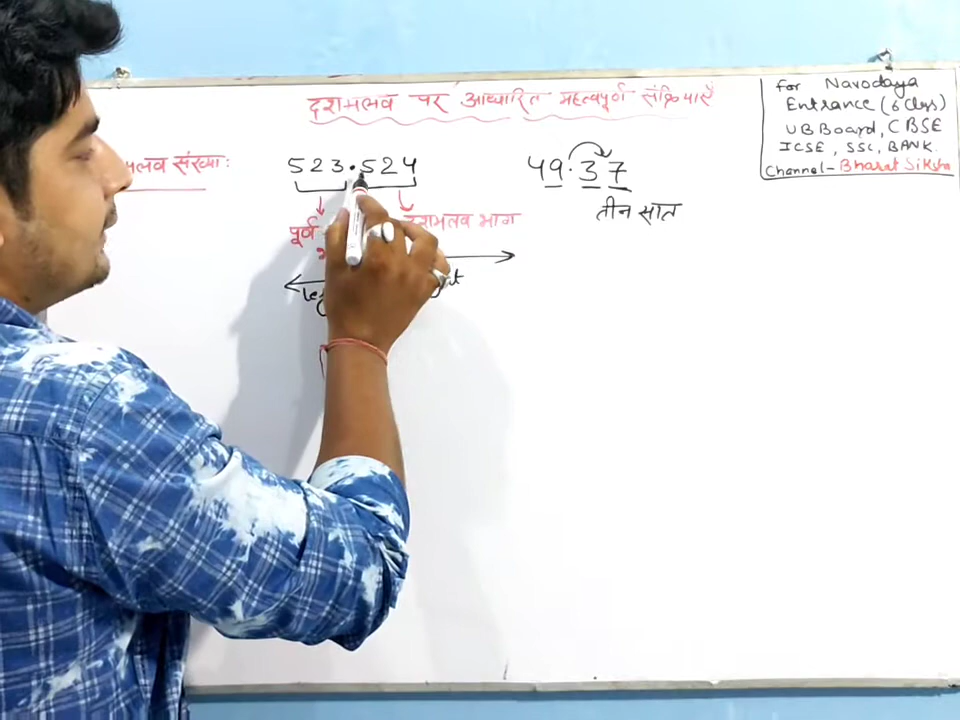 दशमलव पर आधारित महत्वपूर्ण संक्रियाएँ
For Navodaya
Entrance (6 Class)
UB Board, CBSE
ICSE, SSC, BANK.
Channel - Bharat Siksha
मलव संख्या:
523.524
पूर्व
दशमलव भाग
49.37
तीन सात